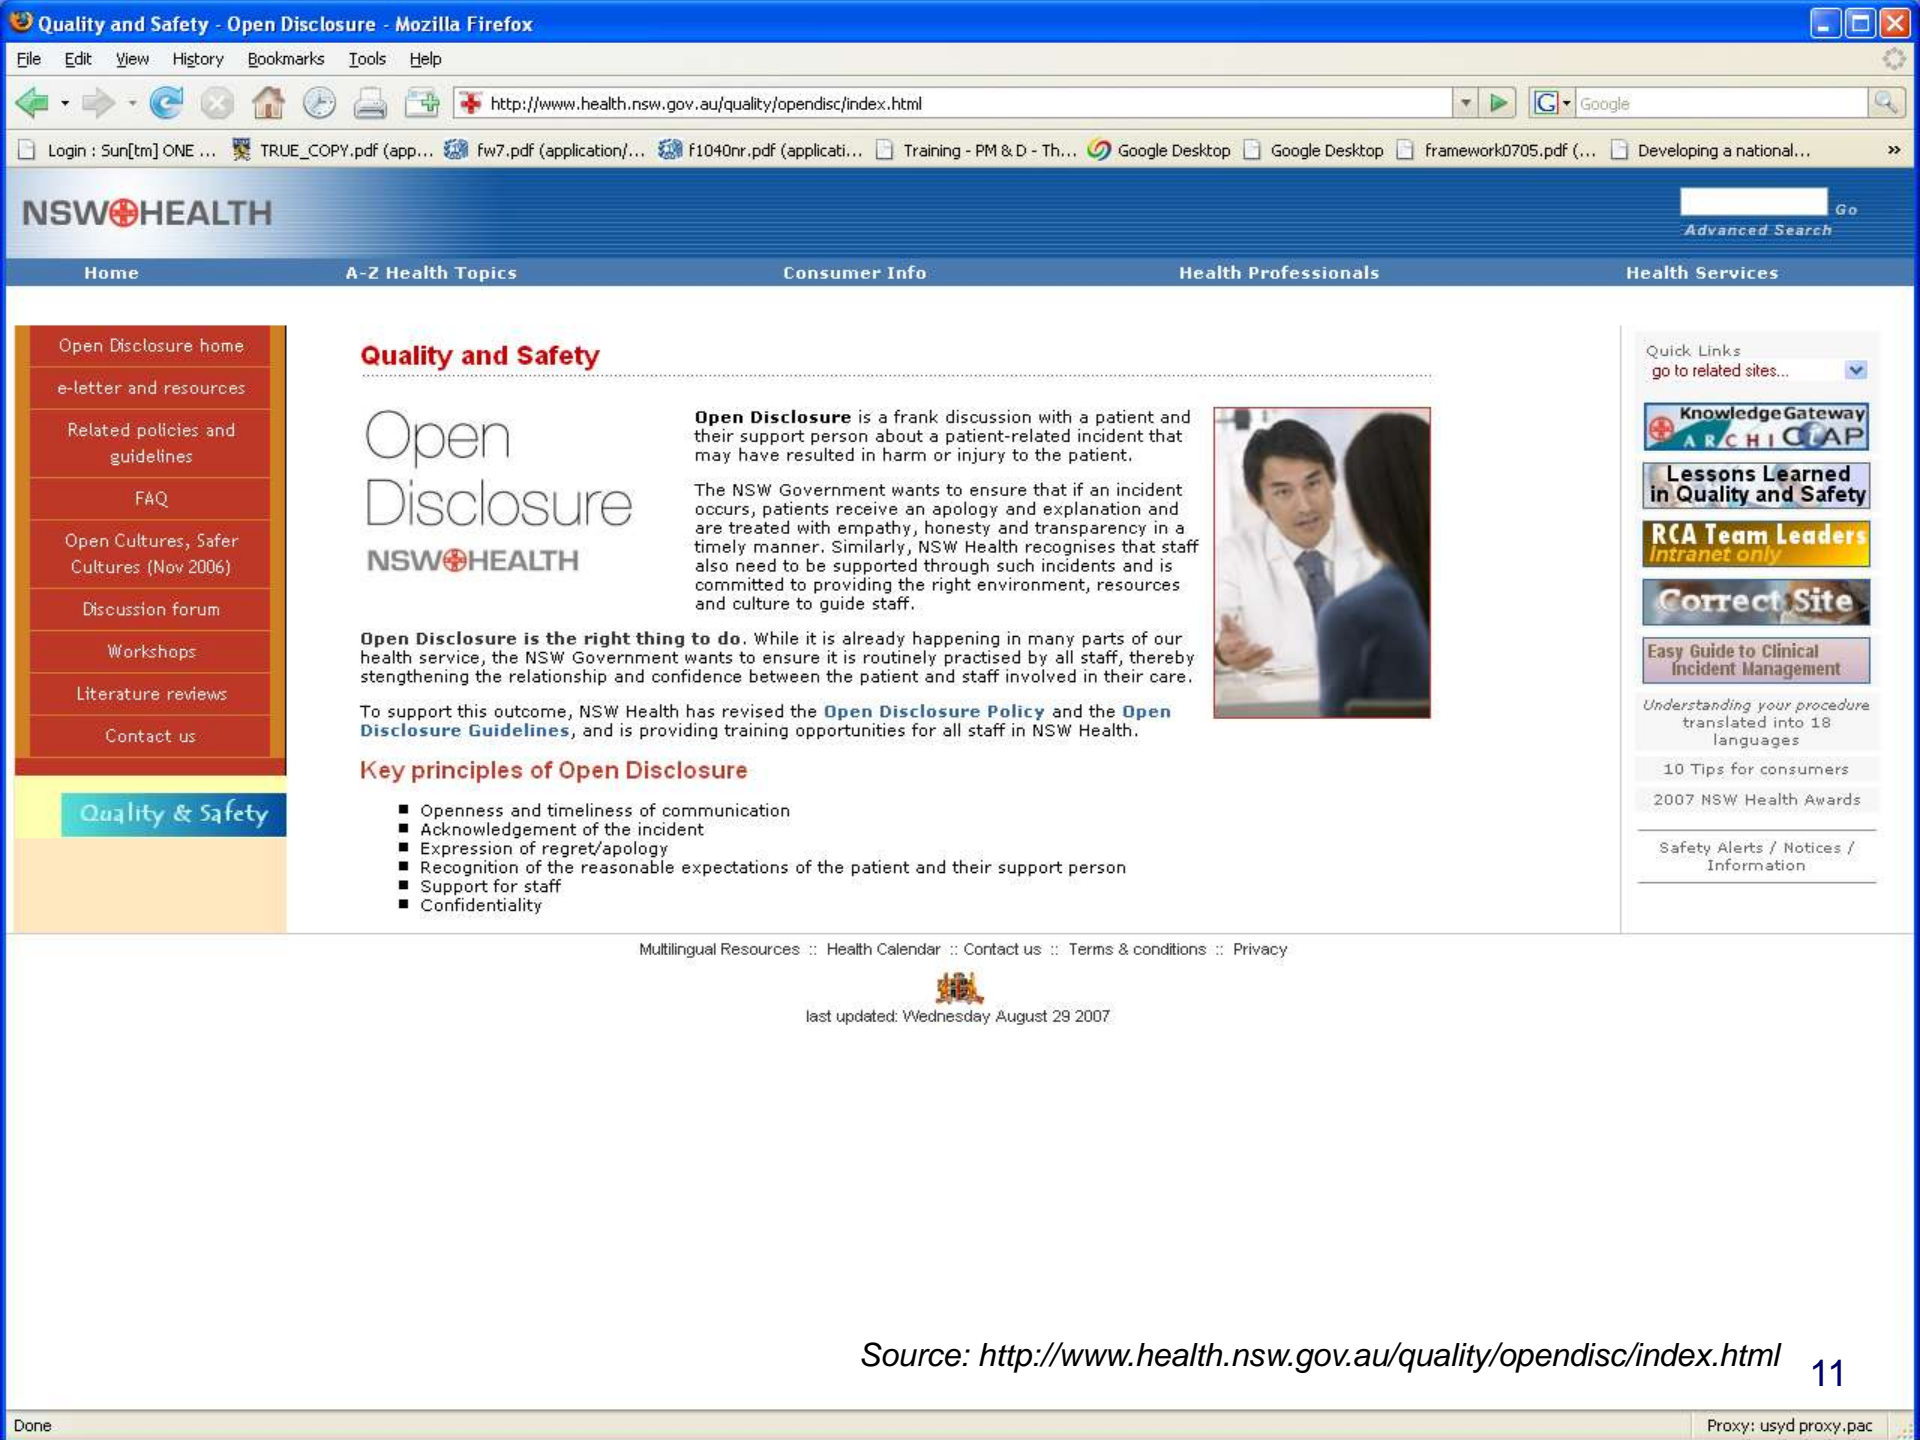 Quality and Safety - Open Disclosure - Mozilla Firefox
File Edit View History Bookmarks Tools Help
http://www.health.nsw.gov.au/quality/opendisc/index.html
Google
Login : Sun[tm] ONE ... TRUE_COPY.pdf (app... fw7.pdf (application/... f1040nr.pdf (applicati... Training - PM & D - Th... Google Desktop Google Desktop framework0705.pdf (... Developing a national... »
NSW HEALTH
Go
Advanced Search
Home A-Z Health Topics Consumer Info Health Professionals Health Services
Open Disclosure home
e-letter and resources
Related policies and
guidelines
FAQ
Open Cultures, Safer
Cultures (Nov 2006)
Discussion forum
Workshops
Literature reviews
Contact us
Quality & Safety
Quality and Safety
Open
Disclosure
NSW HEALTH
Open Disclosure is a frank discussion with a patient and
their support person about a patient-related incident that
may have resulted in harm or injury to the patient.
The NSW Government wants to ensure that if an incident
occurs, patients receive an apology and explanation and
are treated with empathy, honesty and transparency in a
timely manner. Similarly, NSW Health recognises that staff
also need to be supported through such incidents and is
committed to providing the right environment, resources
and culture to guide staff.
Open Disclosure is the right thing to do. While it is already happening in many parts of our
health service, the NSW Government wants to ensure it is routinely practised by all staff, thereby
stengthening the relationship and confidence between the patient and staff involved in their care.
To support this outcome, NSW Health has revised the Open Disclosure Policy and the Open
Disclosure Guidelines, and is providing training opportunities for all staff in NSW Health.
Key principles of Open Disclosure
■ Openness and timeliness of communication
■ Acknowledgement of the incident
■ Expression of regret/apology
■ Recognition of the reasonable expectations of the patient and their support person
■ Support for staff
■ Confidentiality
Quick Links
go to related sites...
Knowledge Gateway
ARCHI CIAP
Lessons Learned
in Quality and Safety
RCA Team Leaders
Intranet only
Correct Site
Easy Guide to Clinical
Incident Management
Understanding your procedure
translated into 18
languages
10 Tips for consumers
2007 NSW Health Awards
Safety Alerts / Notices /
Information
Multilingual Resources :: Health Calendar :: Contact us :: Terms & conditions :: Privacy
last updated: Wednesday August 29 2007
Source: http://www.health.nsw.gov.au/quality/opendisc/index.html
11
Done
Proxy: usyd proxy.pac